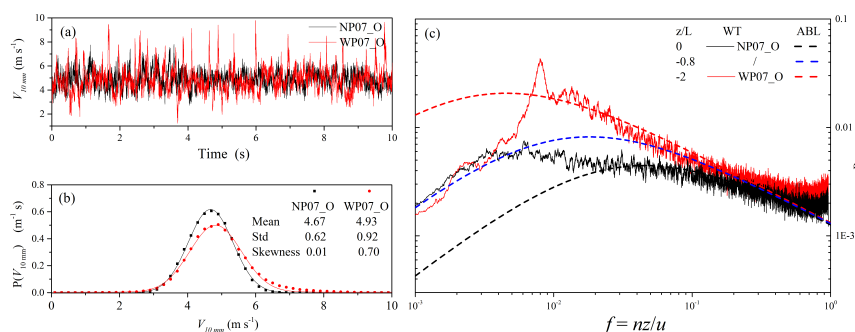 (a)
NP07_O
WP07_O
V10 mm (m s-1)
10
8
6
4
2
0 2 4 6 8 10
Time (s)
(b)
P(V10 mm) (m-1 s)
0.8
0.6
0.4
0.2
0.0
NP07_O WP07_O
Mean 4.67 4.93
Std 0.62 0.92
Skewness 0.01 0.70
0 2 4 6 8 10
V10 mm (m s-1)
(c)
z/L WT ABL
0 NP07_O
-0.8 /
-2 WP07_O
0.1
0.01
1E-3
10-3 10-2 10-1 100
f = nz/u